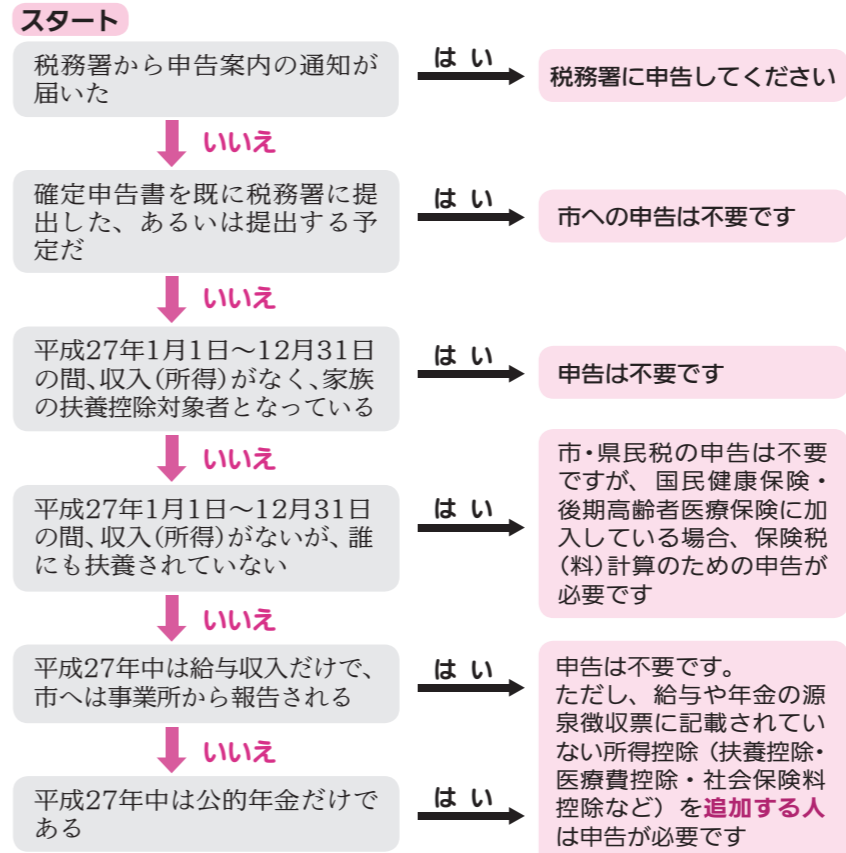 スタート
税務署から申告案内の通知が
届いた
はい
税務署に申告してください
いいえ
確定申告書を既に税務署に提
出した、あるいは提出する予
定だ
はい
市への申告は不要です
いいえ
平成27年1月1日～12月31日
の間、収入(所得)がなく、家族
の扶養控除対象者となっている
はい
申告は不要です
いいえ
平成27年1月1日～12月31日
の間、収入(所得)がないが、誰
にも扶養されていない
はい
市・県民税の申告は不要
ですが、国民健康保険・
後期高齢者医療保険に加
入している場合、保険税
(料)計算のための申告が
必要です
いいえ
平成27年中は給与収入だけで、
市へは事業所から報告される
はい
いいえ
平成27年中は公的年金だけで
ある
はい
申告は不要です。
ただし、給与や年金の源
泉徴収票に記載されてい
ない所得控除（扶養控除・
医療費控除・社会保険料
控除など）を追加する人
は申告が必要です